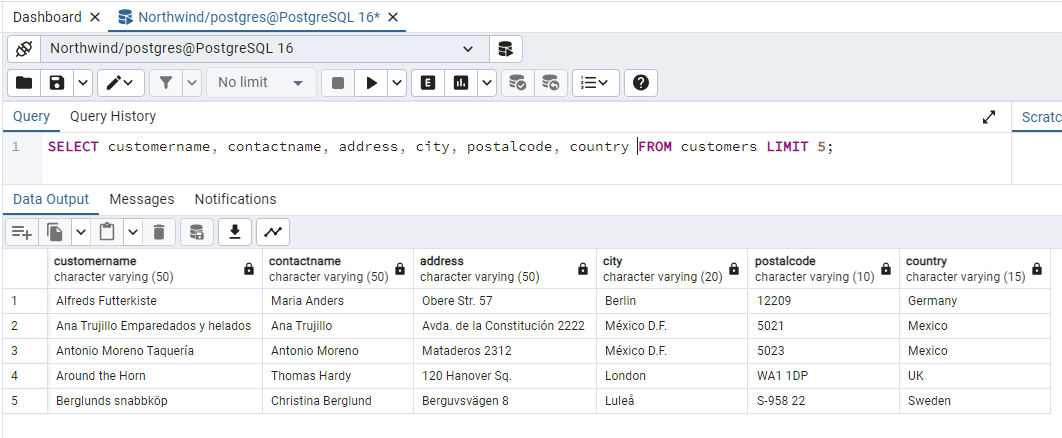 Dashboard Northwind/postgres@PostgreSQL 16*
Northwind/postgres@PostgreSQL 16
No limit
E
Query Query History
Scratc
1 SELECT customername, contactname, address, city, postalcode, country FROM customers LIMIT 5;
Data Output Messages Notifications
customername contactname address city postalcode country
character varying (50) character varying (50) character varying (50) character varying (20) character varying (10) character varying (15)
1 Alfreds Futterkiste Maria Anders Obere Str. 57 Berlin 12209 Germany
2 Ana Trujillo Emparedados y helados Ana Trujillo Avda. de la Constitución 2222 México D.F. 5021 Mexico
3 Antonio Moreno Taquería Antonio Moreno Mataderos 2312 México D.F. 5023 Mexico
4 Around the Horn Thomas Hardy 120 Hanover Sq. London WA1 1DP UK
5 Berglunds snabbköp Christina Berglund Berguvsvägen 8 Luleå S-958 22 Sweden